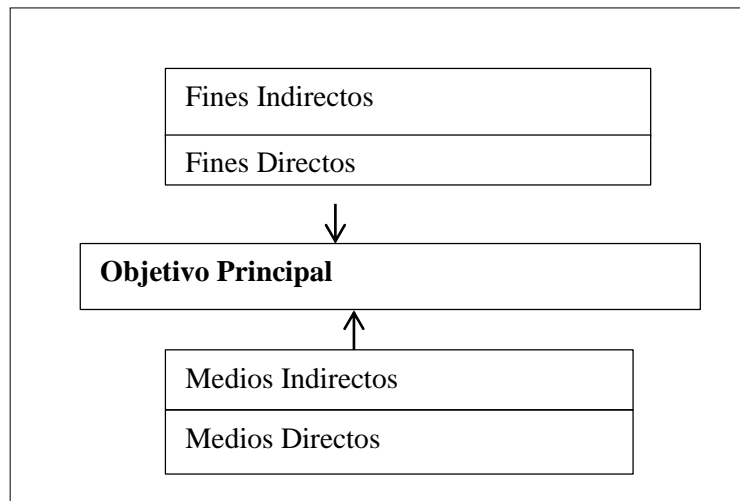 Fines Indirectos
Fines Directos
Objetivo Principal
Medios Indirectos
Medios Directos